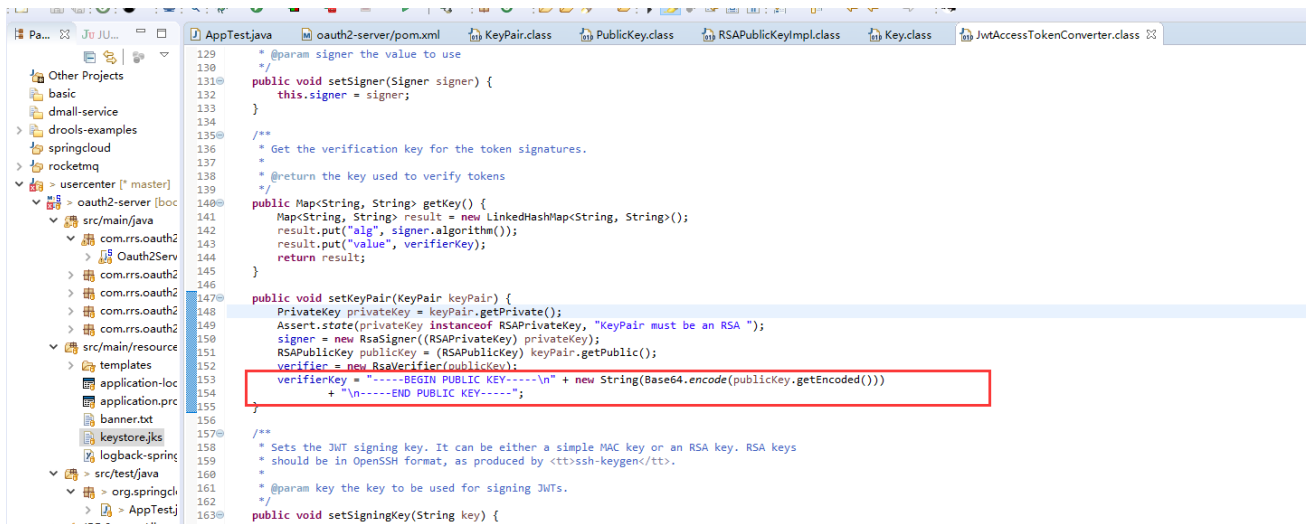 Pa... JU JU...
Other Projects
basic
dmall-service
drools-examples
springcloud
rocketmq
> usercenter [* master]
> oauth2-server [boc
src/main/java
com.rrs.oauth2
Oauth2Serv
com.rrs.oauth2
com.rrs.oauth2
com.rrs.oauth2
com.rrs.oauth2
src/main/resource
templates
application-loc
application.prc
banner.txt
keystore.jks
logback-spring
> src/test/java
> org.springcl
> AppTest.j
AppTest.java oauth2-server/pom.xml KeyPair.class PublicKey.class RSAPublicKeyImpl.class Key.class JwtAccessTokenConverter.class
129 * @param signer the value to use
130 */
131 public void setSigner(Signer signer) {
132 this.signer = signer;
133 }
134
135 /**
136 * Get the verification key for the token signatures.
137 *
138 * @return the key used to verify tokens
139 */
140 public Map<String, String> getKey() {
141 Map<String, String> result = new LinkedHashMap<String, String>();
142 result.put("alg", signer.algorithm());
143 result.put("value", verifierKey);
144 return result;
145 }
146
147 public void setKeyPair(KeyPair keyPair) {
148 PrivateKey privateKey = keyPair.getPrivate();
149 Assert.state(privateKey instanceof RSAPrivateKey, "KeyPair must be an RSA ");
150 signer = new RsaSigner((RSAPrivateKey) privateKey);
151 RSAPublicKey publicKey = (RSAPublicKey) keyPair.getPublic();
152 verifier = new RsaVerifier(publicKey);
153 verifierKey = "-----BEGIN PUBLIC KEY-----\n" + new String(Base64.encode(publicKey.getEncoded()))
154 + "\n-----END PUBLIC KEY-----";
155 }
156
157 /**
158 * Sets the JWT signing key. It can be either a simple MAC key or an RSA key. RSA keys
159 * should be in OpenSSH format, as produced by <tt>ssh-keygen</tt>.
160 *
161 * @param key the key to be used for signing JWTs.
162 */
163 public void setSigningKey(String key) {